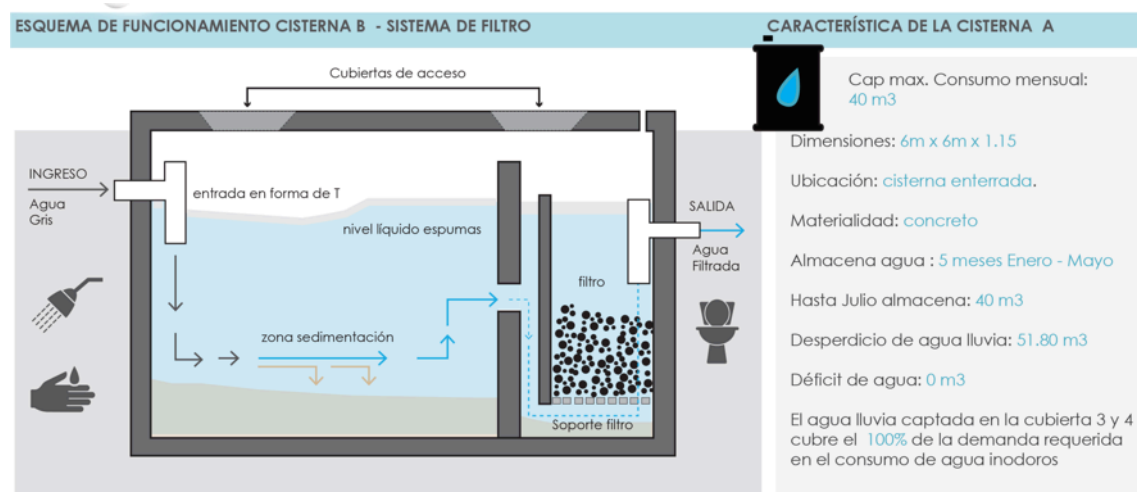 ESQUEMA DE FUNCIONAMIENTO CISTERNA B - SISTEMA DE FILTRO
Cubiertas de acceso
INGRESO
Agua
Gris
entrada en forma de T
nivel líquido espumas
zona sedimentación
filtro
Soporte filtro
SALIDA
Agua
Filtrada
CARACTERÍSTICA DE LA CISTERNA A
Cap max. Consumo mensual:
40 m3
Dimensiones: 6m x 6m x 1.15
Ubicación: cisterna enterrada.
Materialidad: concreto
Almacena agua : 5 meses Enero - Mayo
Hasta Julio almacena: 40 m3
Desperdicio de agua lluvia: 51.80 m3
Déficit de agua: 0 m3
El agua lluvia captada en la cubierta 3 y 4
cubre el 100% de la demanda requerida
en el consumo de agua inodoros